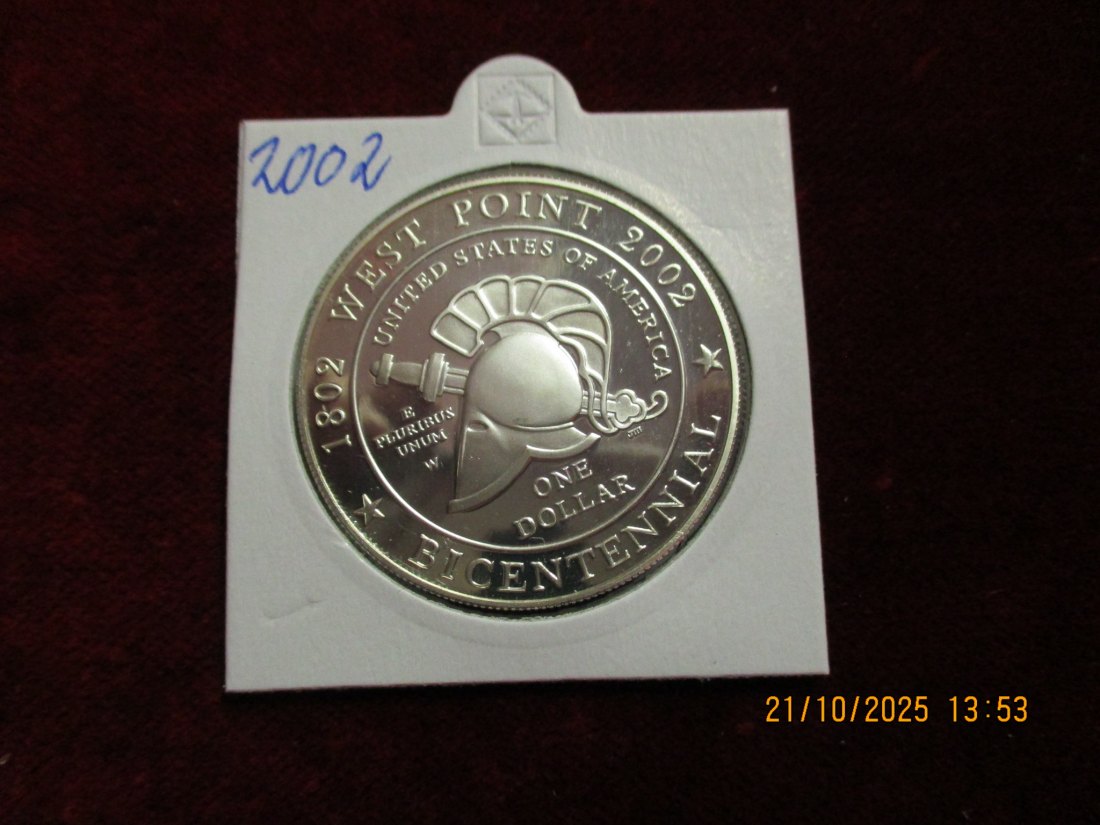 2002
1802 WEST POINT 2002
UNITED STATES OF AMERICA
E
PLURIBUS
UNUM
W
ONE
DOLLAR
BICENTENNIAL
21/10/2025 13:53